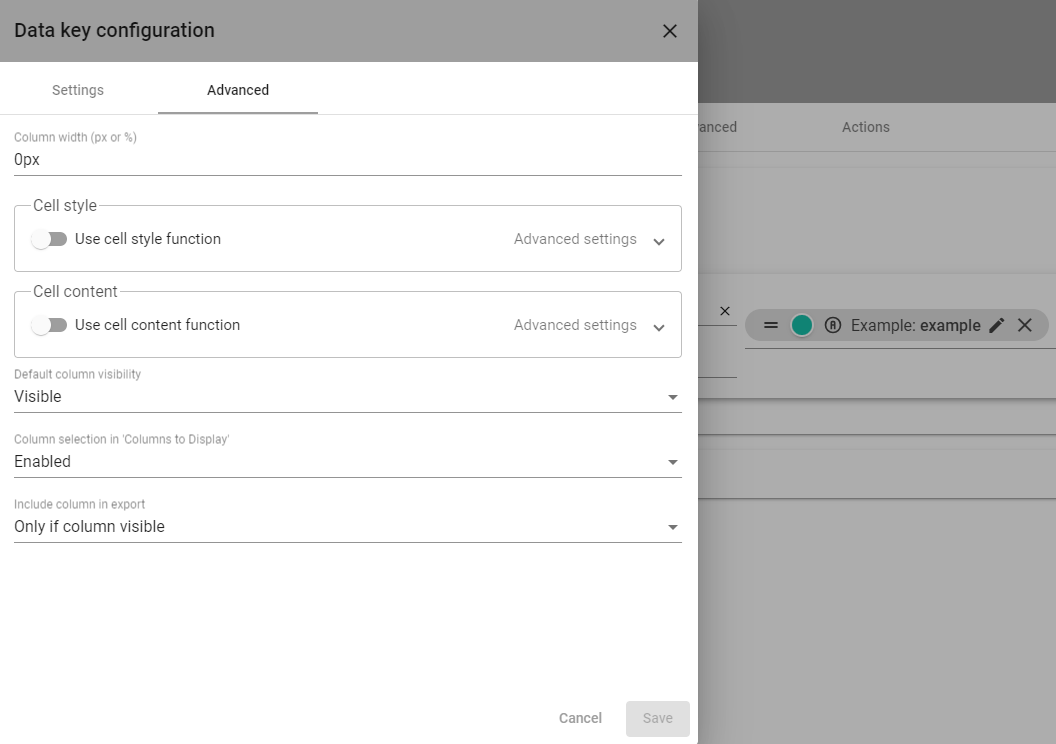 Data key configuration
Settings
Advanced
Column width (px or %)
0px
Cell style
Use cell style function
Advanced settings
Cell content
Use cell content function
Advanced settings
Default column visibility
Visible
Column selection in 'Columns to Display'
Enabled
Include column in export
Only if column visible
Cancel
Save
anced
Actions
Example: example